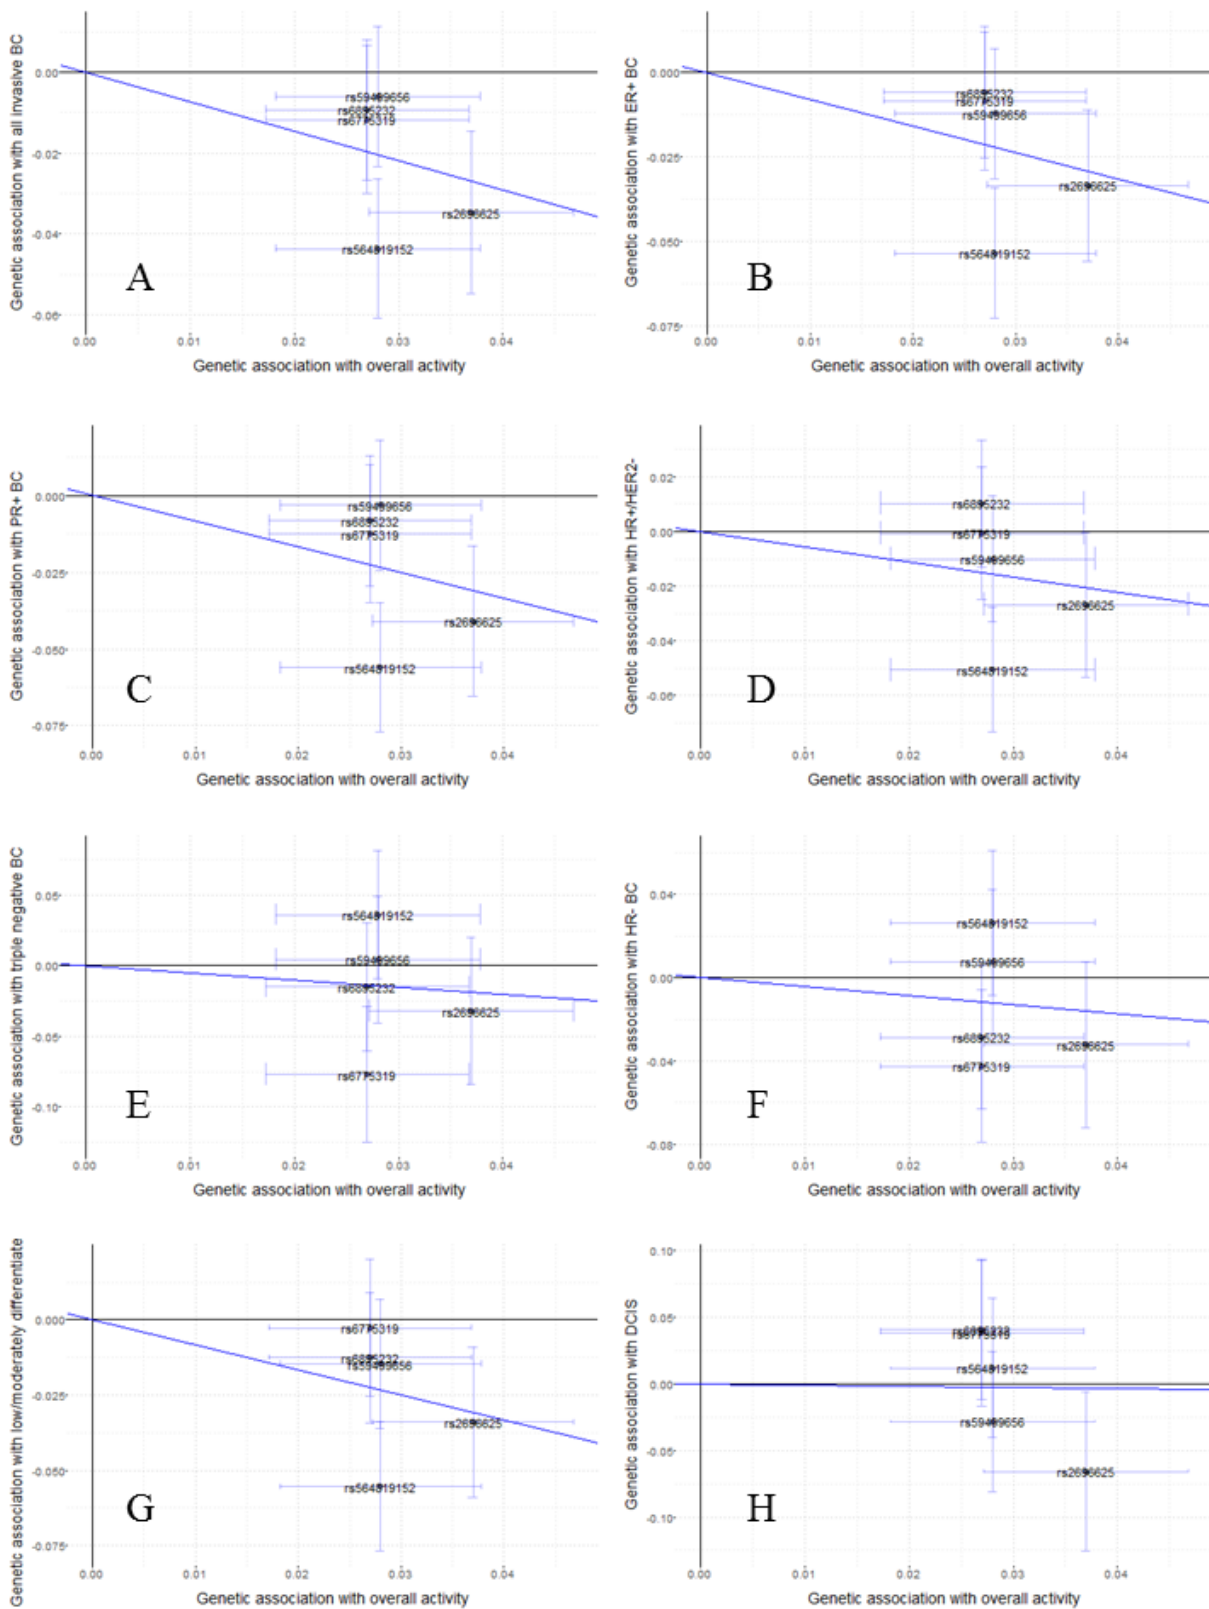 Genetic association with all invasive BC
0.00
-0.02
-0.04
-0.06
rs59499656
rs6895232
rs6775319
rs2696625
rs564819152
A
0.00 0.01 0.02 0.03 0.04
Genetic association with overall activity
Genetic association with ER+ BC
0.000
-0.025
-0.050
-0.075
rs6895232
rs6775319
rs59499656
rs2696625
rs564819152
B
0.00 0.01 0.02 0.03 0.04
Genetic association with overall activity
Genetic association with PR+ BC
0.000
-0.025
-0.050
-0.075
rs59499656
rs6895232
rs6775319
rs2696625
rs564819152
C
0.00 0.01 0.02 0.03 0.04
Genetic association with overall activity
Genetic association with HR+/HER2-
0.02
0.00
-0.02
-0.04
-0.06
rs6895232
rs6775319
rs59499656
rs2696625
rs564819152
D
0.00 0.01 0.02 0.03 0.04
Genetic association with overall activity
Genetic association with triple negative BC
0.05
0.00
-0.05
-0.10
rs564819152
rs59499656
rs6895232
rs2696625
rs6775319
E
0.00 0.01 0.02 0.03 0.04
Genetic association with overall activity
Genetic association with HR- BC
0.04
0.00
-0.04
-0.08
rs564819152
rs59499656
rs6895232
rs2696625
rs6775319
F
0.00 0.01 0.02 0.03 0.04
Genetic association with overall activity
Genetic association with low/moderately differentiate
0.000
-0.025
-0.050
-0.075
rs6775319
rs6895232
rs59499656
rs2696625
rs564819152
G
0.00 0.01 0.02 0.03 0.04
Genetic association with overall activity
Genetic association with DCIS
0.10
0.05
0.00
-0.05
-0.10
rs6895232
rs6775319
rs564819152
rs59499656
rs2696625
H
0.00 0.01 0.02 0.03 0.04
Genetic association with overall activity